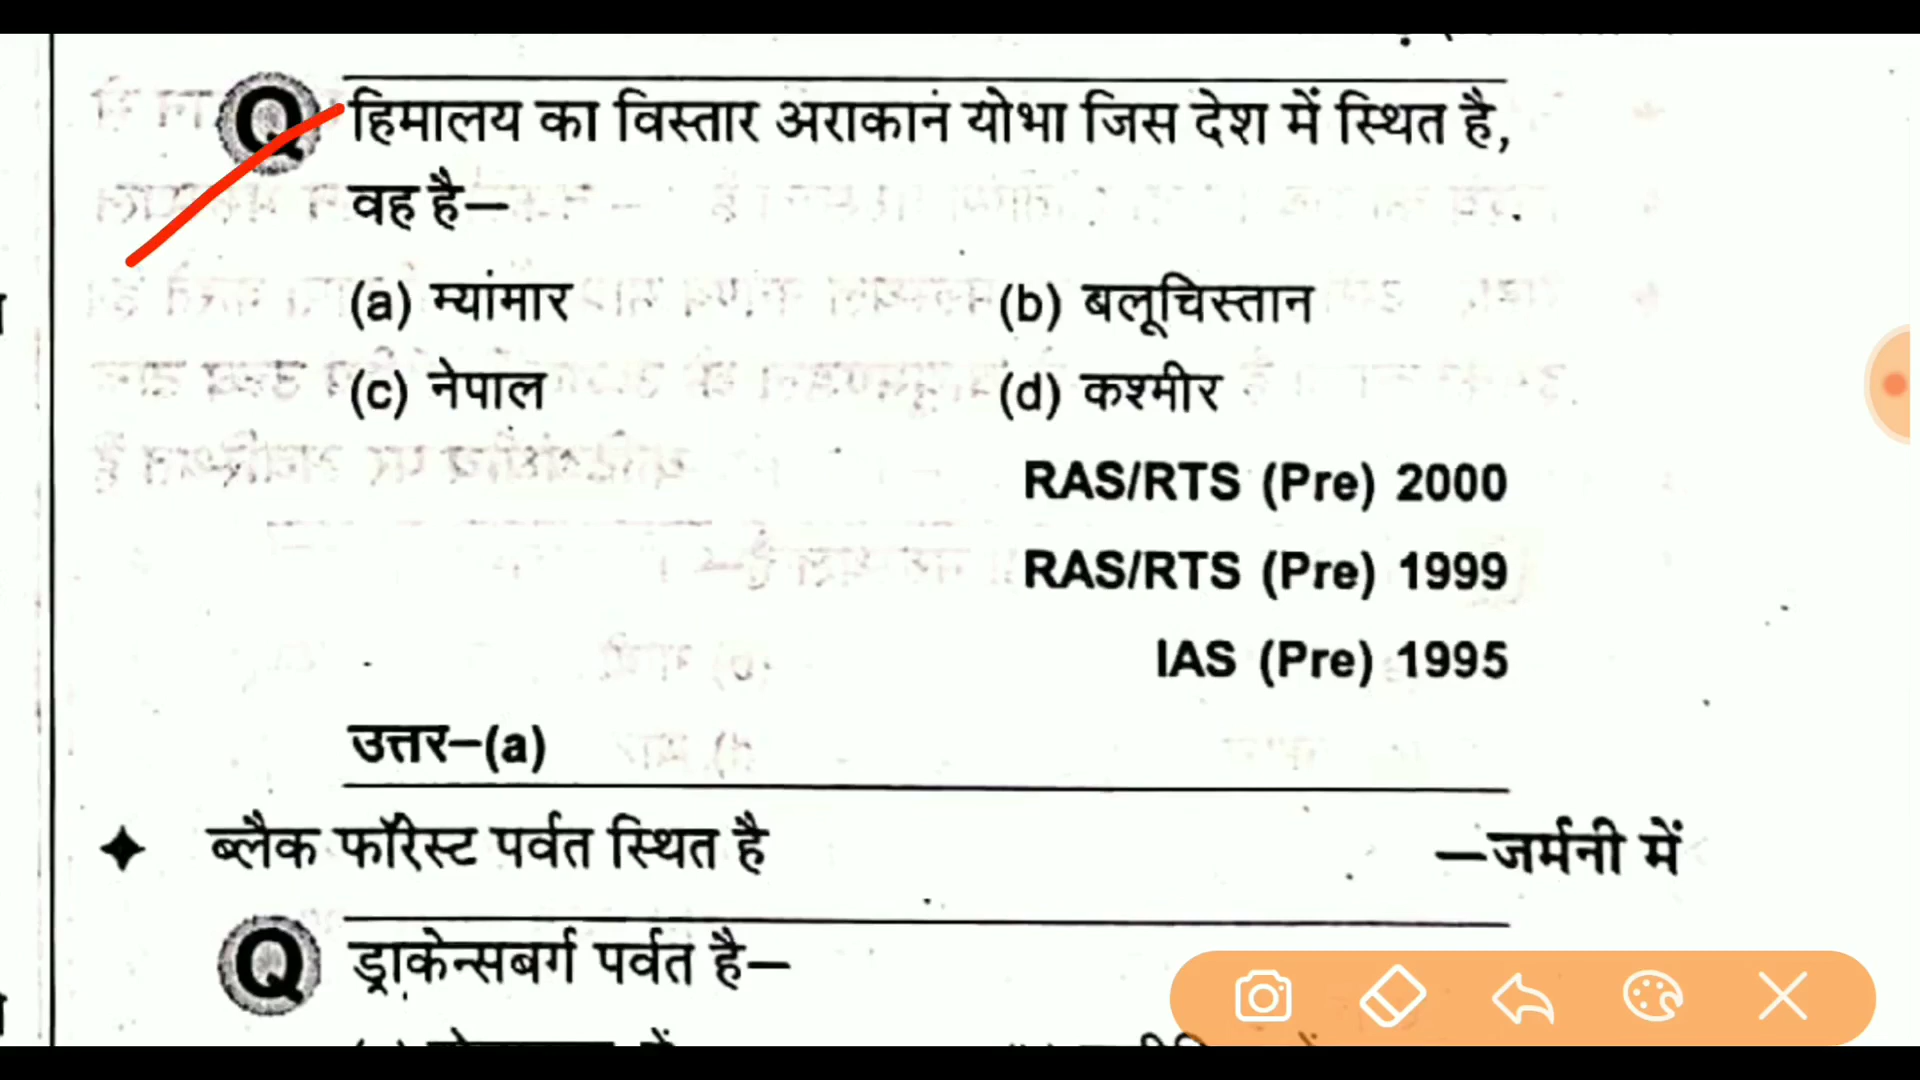 Q हिमालय का विस्तार अराकानं योभा जिस देश में स्थित है,
वह है—
(a) म्यांमार (b) बलूचिस्तान
(c) नेपाल (d) कश्मीर
RAS/RTS (Pre) 2000
RAS/RTS (Pre) 1999
IAS (Pre) 1995
उत्तर—(a)
ब्लैक फॉरेस्ट पर्वत स्थित है —जर्मनी में
Q ड्राकेन्सबर्ग पर्वत है—